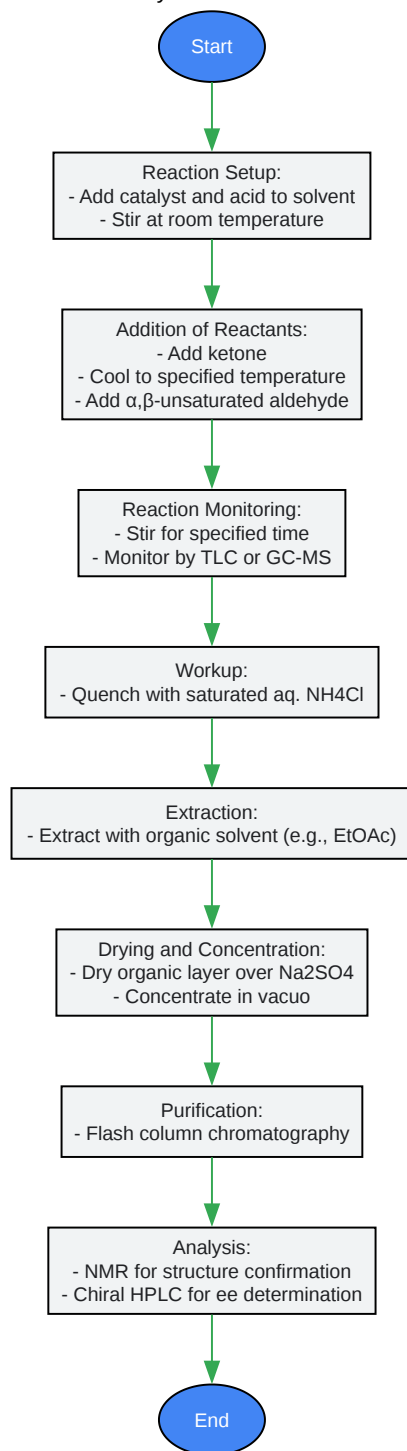 Start
Reaction Setup:
- Add catalyst and acid to solvent
- Stir at room temperature
Addition of Reactants:
- Add ketone
- Cool to specified temperature
- Add α,β-unsaturated aldehyde
Reaction Monitoring:
- Stir for specified time
- Monitor by TLC or GC-MS
Workup:
- Quench with saturated aq. NH4Cl
Extraction:
- Extract with organic solvent (e.g., EtOAc)
Drying and Concentration:
- Dry organic layer over Na2SO4
- Concentrate in vacuo
Purification:
- Flash column chromatography
Analysis:
- NMR for structure confirmation
- Chiral HPLC for ee determination
End